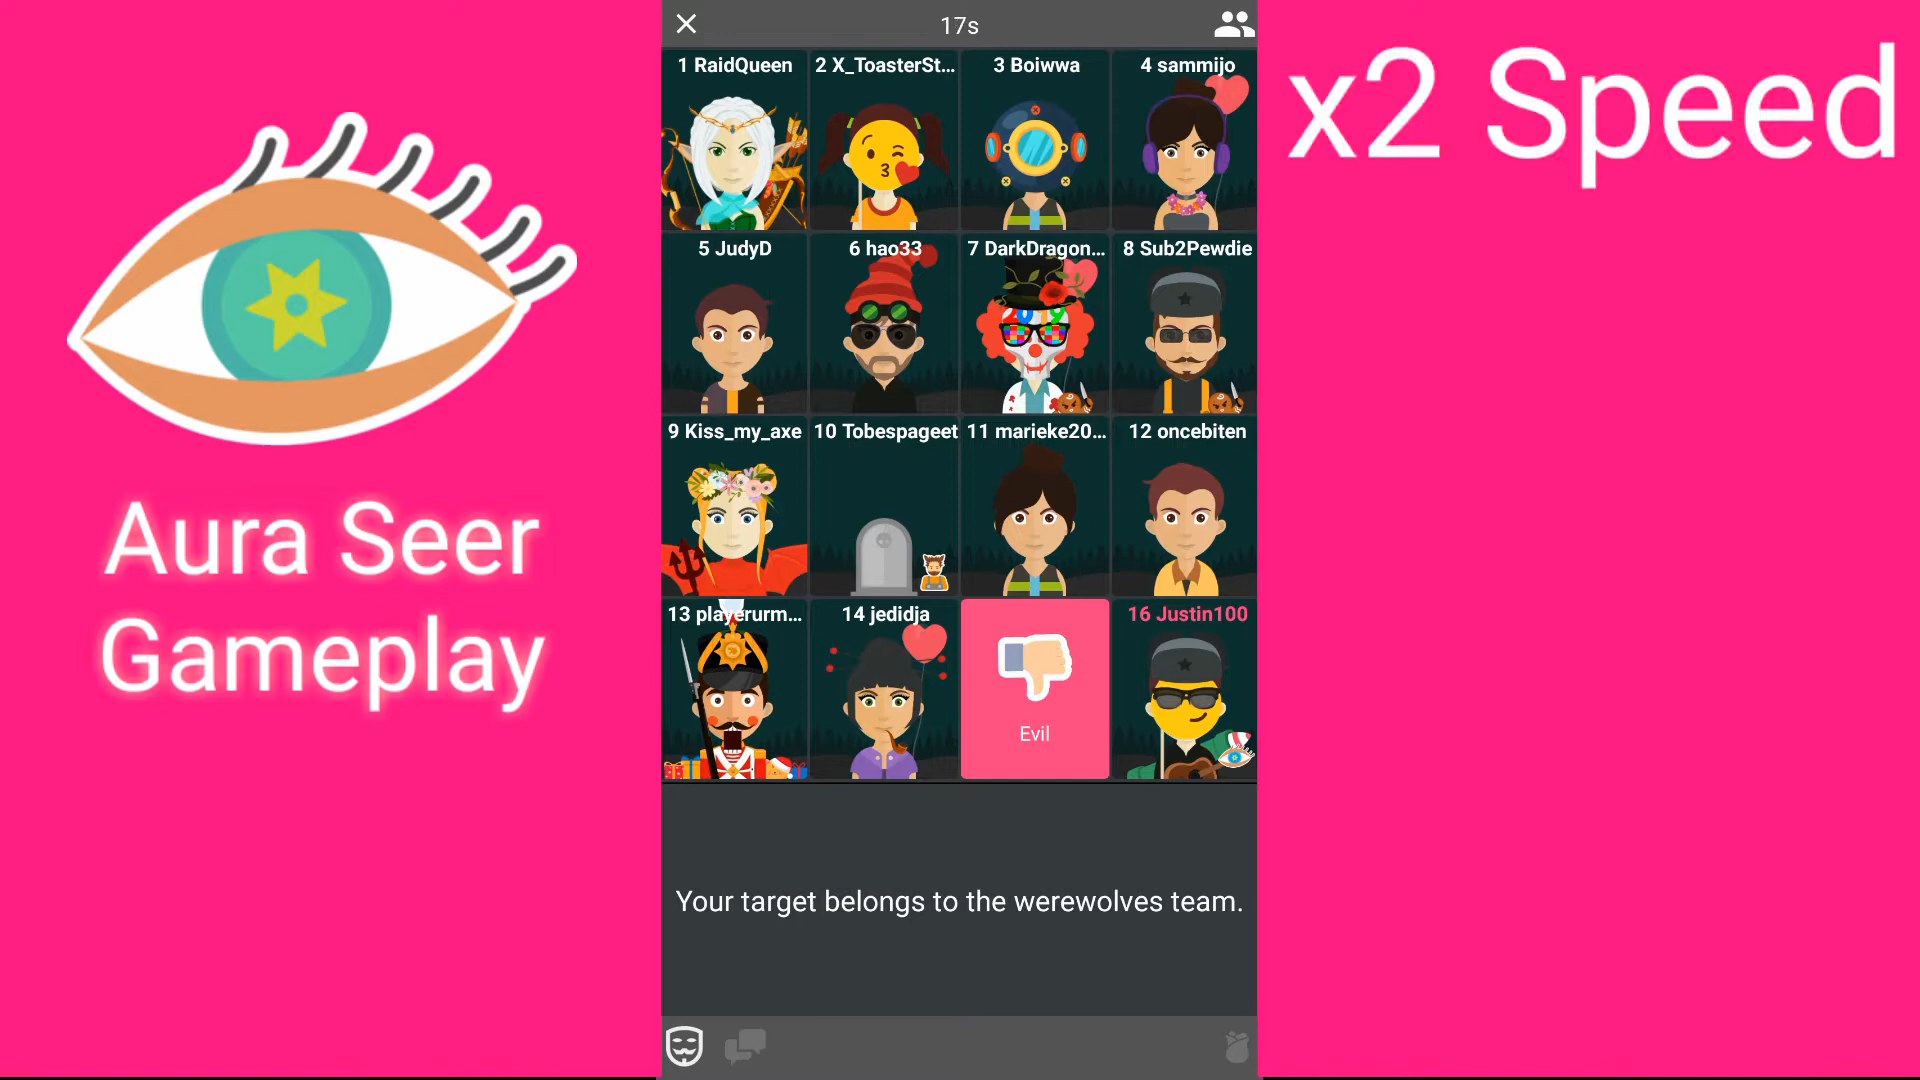 17s
1 RaidQueen
2 X_ToasterSt...
3 Boiwwa
4 sammijo
5 JudyD
6 hao33
7 DarkDragon...
8 Sub2Pewdie
9 Kiss_my_axe
10 Tobespageet
11 marieke20...
12 oncebiten
13 playerurm...
14 jedidja
Evil
16 Justin100
Your target belongs to the werewolves team.
Aura Seer
Gameplay
x2 Speed